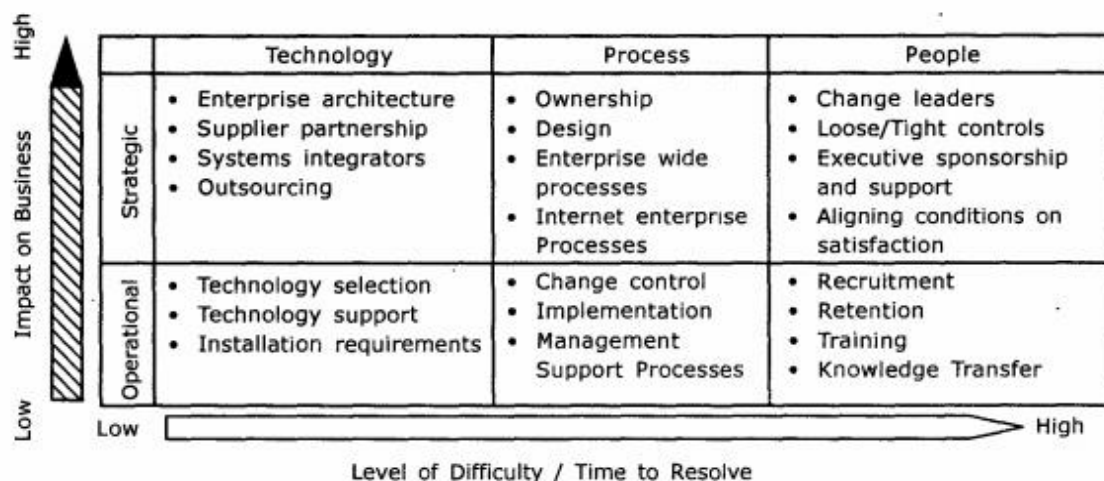 High
Impact on Business
Low
Technology
Process
People
Strategic
• Enterprise architecture
• Supplier partnership
• Systems integrators
• Outsourcing
• Ownership
• Design
• Enterprise wide
processes
• Internet enterprise
Processes
• Change leaders
• Loose/Tight controls
• Executive sponsorship
and support
• Aligning conditions on
satisfaction
Operational
• Technology selection
• Technology support
• Installation requirements
• Change control
• Implementation
• Management
Support Processes
• Recruitment
• Retention
• Training
• Knowledge Transfer
Low
High
Level of Difficulty / Time to Resolve